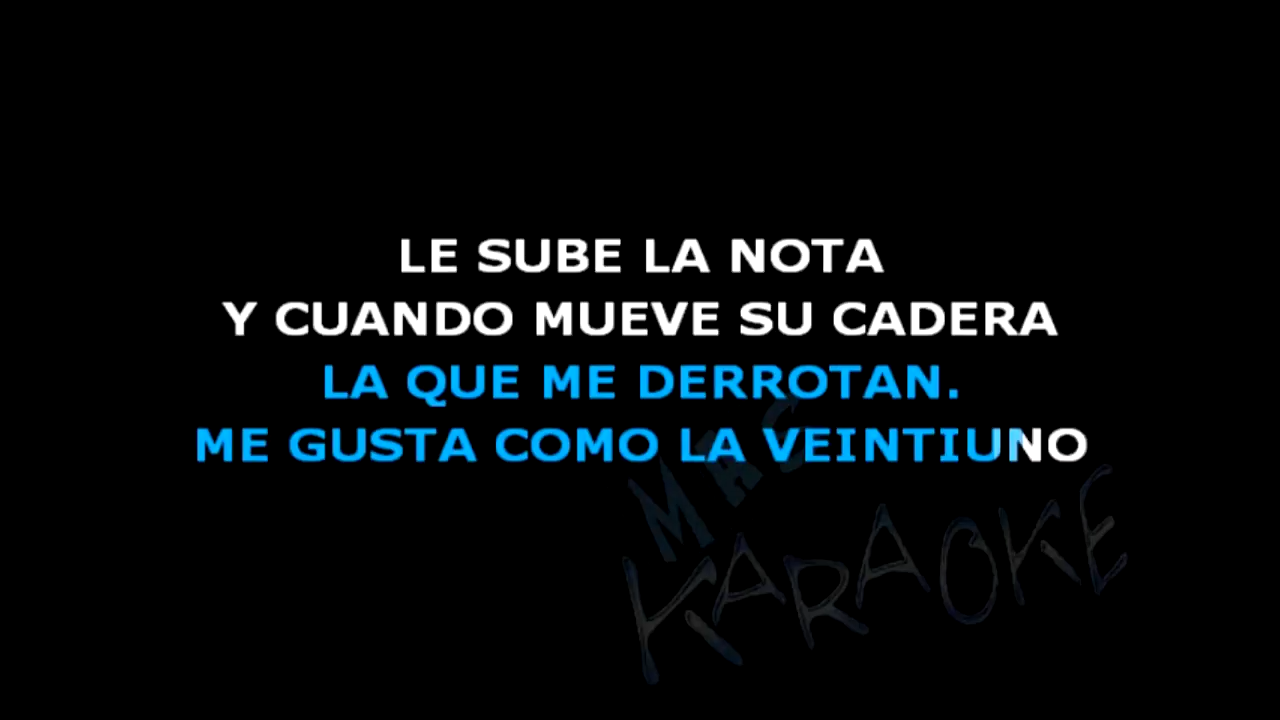 LE SUBE LA NOTA
Y CUANDO MUEVE SU CADERA
LA QUE ME DERROTAN.
ME GUSTA COMO LA VEINTIUNO
MAC
KARAOKE